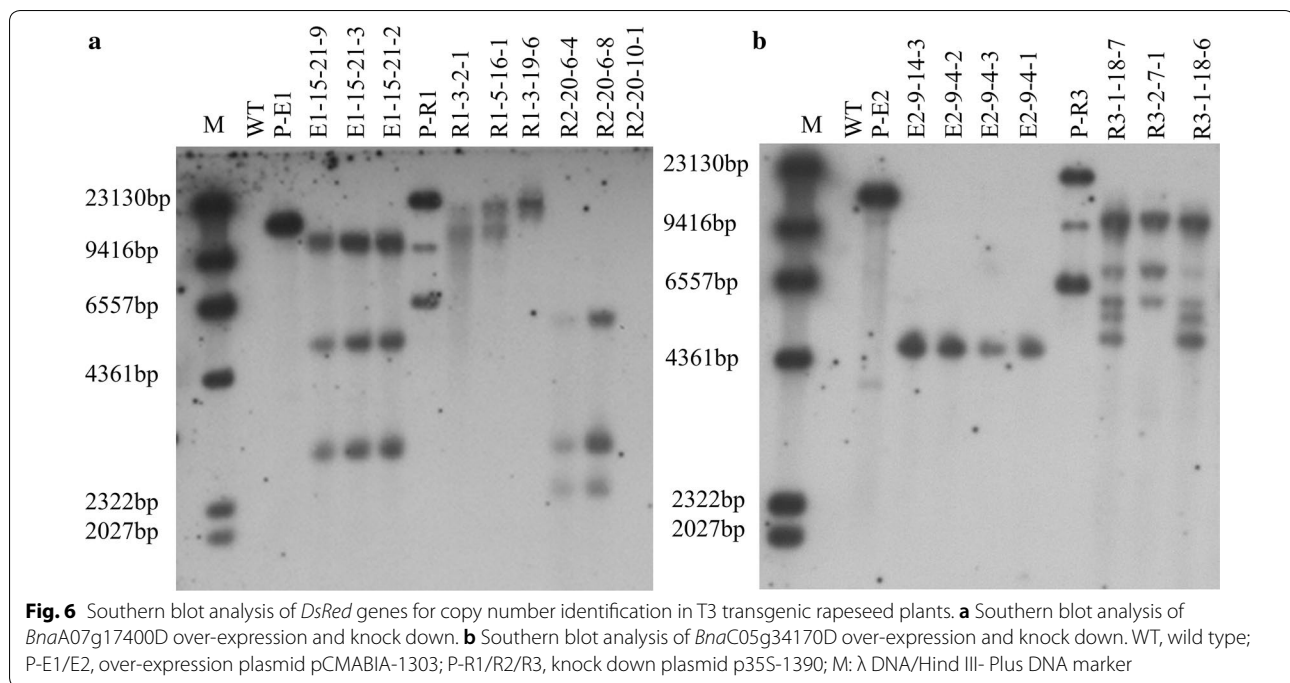 a
M
WT
P-E1
E1-15-21-9
E1-15-21-3
E1-15-21-2
P-R1
R1-3-2-1
R1-5-16-1
R1-3-19-6
R2-20-6-4
R2-20-6-8
R2-20-10-1
23130bp
9416bp
6557bp
4361bp
2322bp
2027bp
b
M
WT
P-E2
E2-9-14-3
E2-9-4-2
E2-9-4-3
E2-9-4-1
P-R3
R3-1-18-7
R3-2-7-1
R3-1-18-6
23130bp
9416bp
6557bp
4361bp
2322bp
2027bp
Fig. 6 Southern blot analysis of DsRed genes for copy number identification in T3 transgenic rapeseed plants. a Southern blot analysis of
BnaA07g17400D over-expression and knock down. b Southern blot analysis of BnaC05g34170D over-expression and knock down. WT, wild type;
P-E1/E2, over-expression plasmid pCMABIA-1303; P-R1/R2/R3, knock down plasmid p35S-1390; M: λ DNA/Hind III- Plus DNA marker